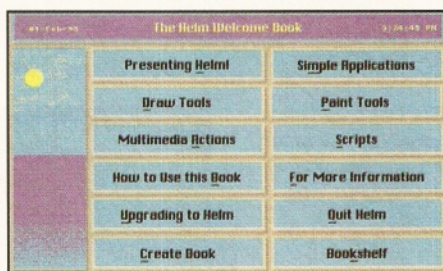 The Helm Welcome Book
Presenting Helm!
Simple Applications
Draw Tools
Paint Tools
Multimedia Actions
Scripts
How to Use this Book
For More Information
Upgrading to Helm
Quit Helm
Create Book
Bookshelf